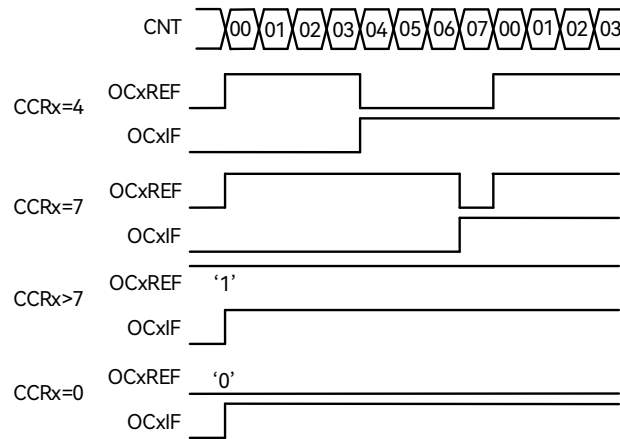 CNT 00 01 02 03 04 05 06 07 00 01 02 03
OCxREF
CCRx=4
OCxIF
OCxREF
CCRx=7
OCxIF
OCxREF ‘1’
CCRx>7
OCxIF
OCxREF ‘0’
CCRx=0
OCxIF